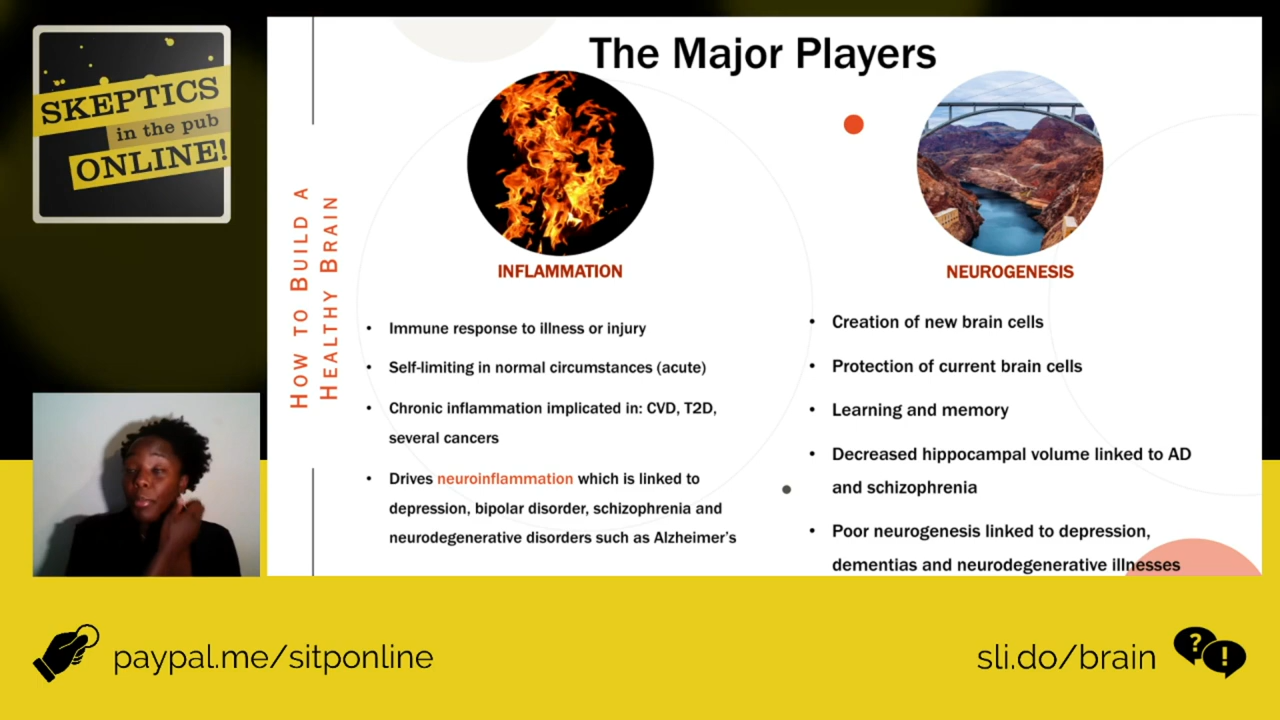 SKEPTICS
in the pub
ONLINE!
HOW TO BUILD A
HEALTHY BRAIN
The Major Players
INFLAMMATION
• Immune response to illness or injury
• Self-limiting in normal circumstances (acute)
• Chronic inflammation implicated in: CVD, T2D,
several cancers
• Drives neuroinflammation which is linked to
depression, bipolar disorder, schizophrenia and
neurodegenerative disorders such as Alzheimer's
NEUROGENESIS
• Creation of new brain cells
• Protection of current brain cells
• Learning and memory
• Decreased hippocampal volume linked to AD
and schizophrenia
• Poor neurogenesis linked to depression,
dementias and neurodegenerative illnesses
paypal.me/sitponline
sli.do/brain
? !